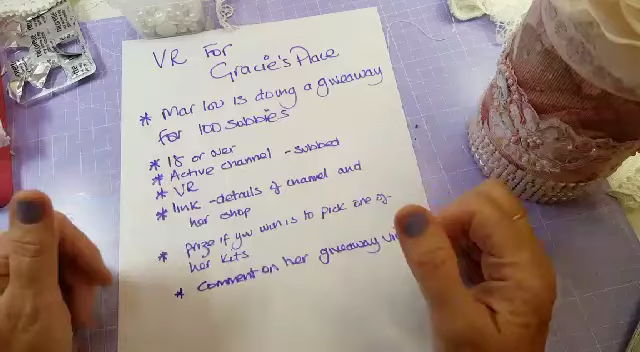 VR For
Gracie's Place
* Mar low is doing a giveaway
for 100 subbies
* 18 or over
* Active channel - subbed
* VR
* link - details of channel and
her shop
* prize if you win is to pick one of
her kits
* Comment on her giveaway